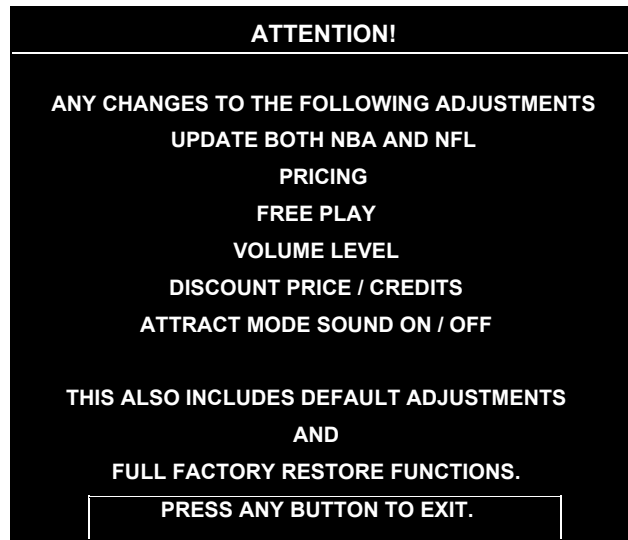 ATTENTION!
ANY CHANGES TO THE FOLLOWING ADJUSTMENTS
UPDATE BOTH NBA AND NFL
PRICING
FREE PLAY
VOLUME LEVEL
DISCOUNT PRICE / CREDITS
ATTRACT MODE SOUND ON / OFF
THIS ALSO INCLUDES DEFAULT ADJUSTMENTS
AND
FULL FACTORY RESTORE FUNCTIONS.
PRESS ANY BUTTON TO EXIT.